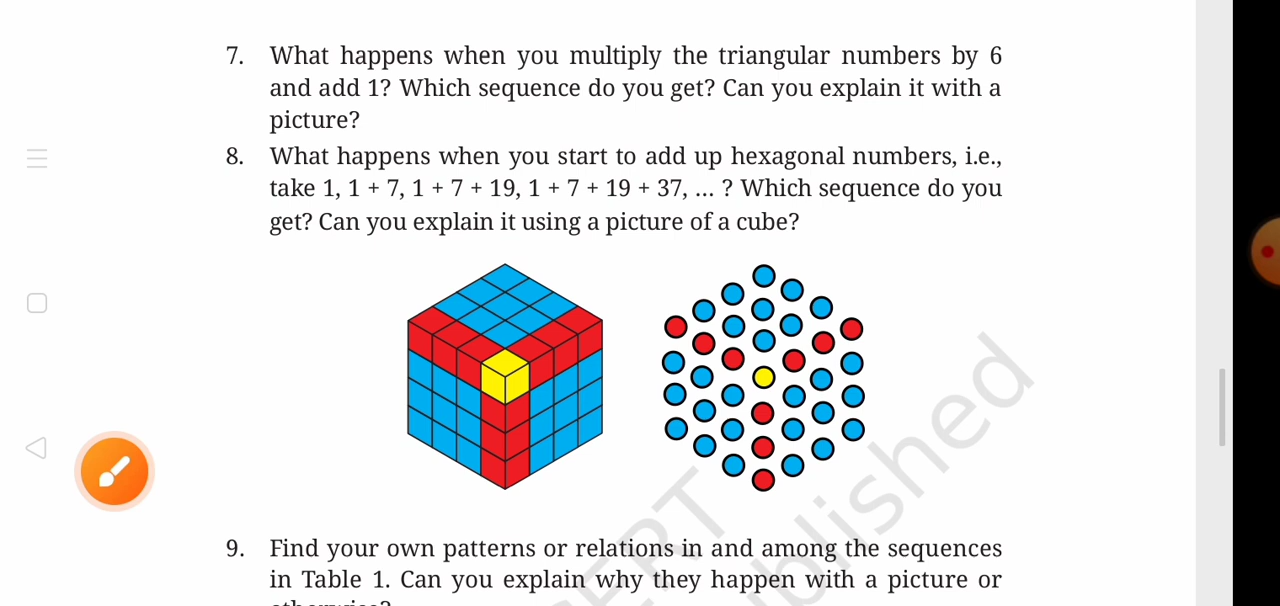 7. What happens when you multiply the triangular numbers by 6
and add 1? Which sequence do you get? Can you explain it with a
picture?
8. What happens when you start to add up hexagonal numbers, i.e.,
take 1, 1 + 7, 1 + 7 + 19, 1 + 7 + 19 + 37, ... ? Which sequence do you
get? Can you explain it using a picture of a cube?
9. Find your own patterns or relations in and among the sequences
in Table 1. Can you explain why they happen with a picture or
otherwise?
ERT
ublished